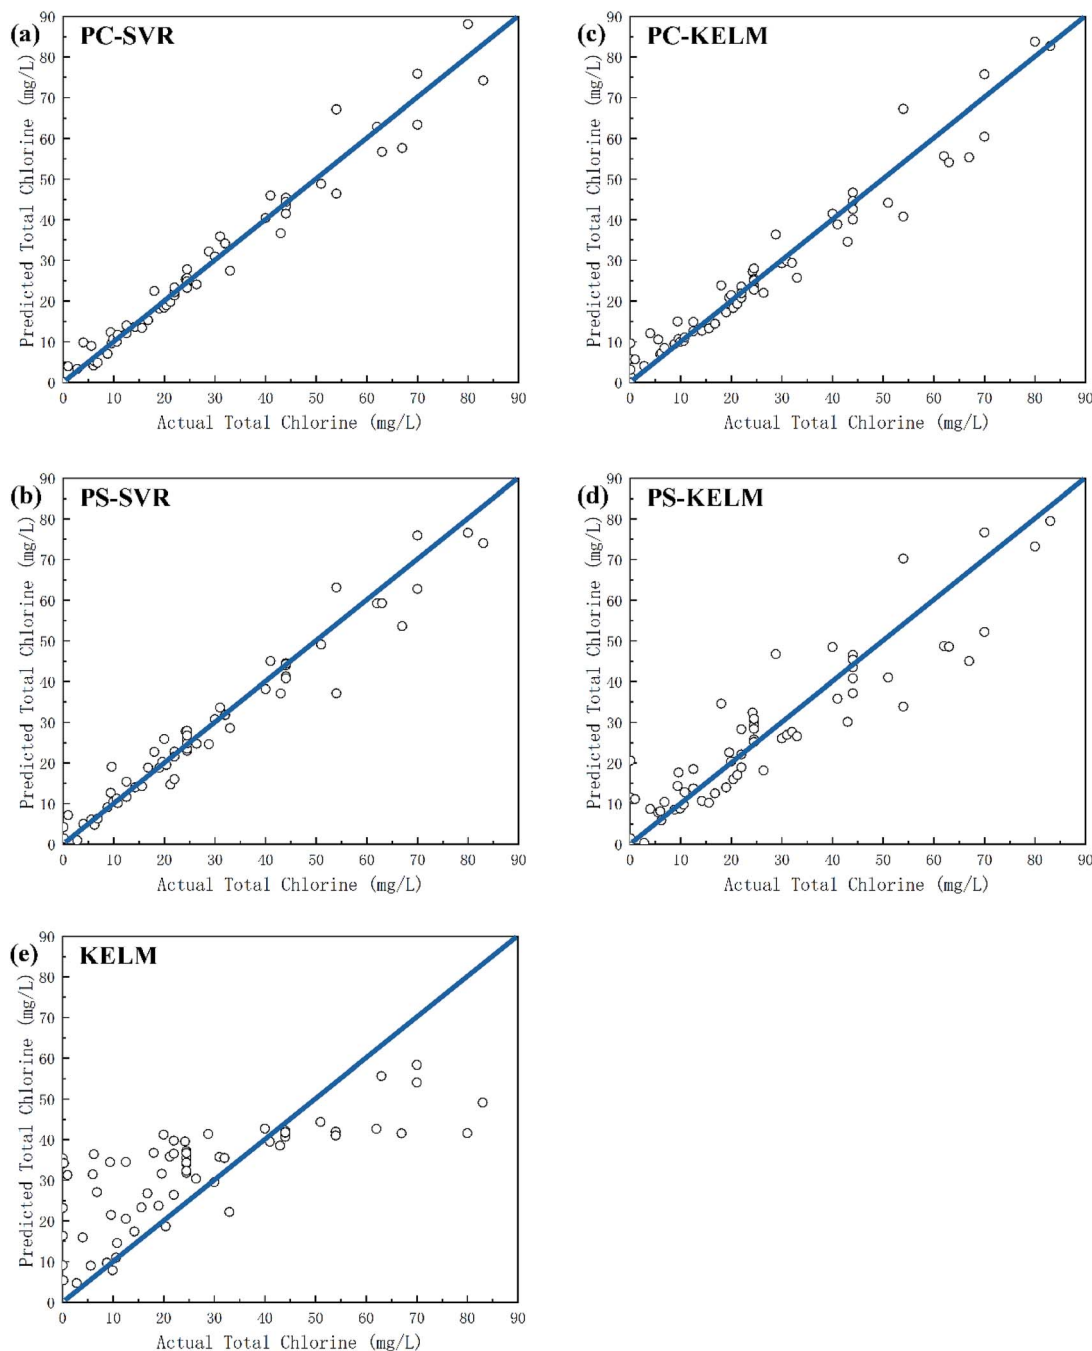 (a) PC-SVR
90
80
70
60
50
40
30
20
10
0
Predicted Total Chlorine (mg/L)
0 10 20 30 40 50 60 70 80 90
Actual Total Chlorine (mg/L)
(c) PC-KELM
90
80
70
60
50
40
30
20
10
0
Predicted Total Chlorine (mg/L)
0 10 20 30 40 50 60 70 80 90
Actual Total Chlorine (mg/L)
(b) PS-SVR
90
80
70
60
50
40
30
20
10
0
Predicted Total Chlorine (mg/L)
0 10 20 30 40 50 60 70 80 90
Actual Total Chlorine (mg/L)
(d) PS-KELM
90
80
70
60
50
40
30
20
10
0
Predicted Total Chlorine (mg/L)
0 10 20 30 40 50 60 70 80 90
Actual Total Chlorine (mg/L)
(e) KELM
90
80
70
60
50
40
30
20
10
0
Predicted Total Chlorine (mg/L)
0 10 20 30 40 50 60 70 80 90
Actual Total Chlorine (mg/L)